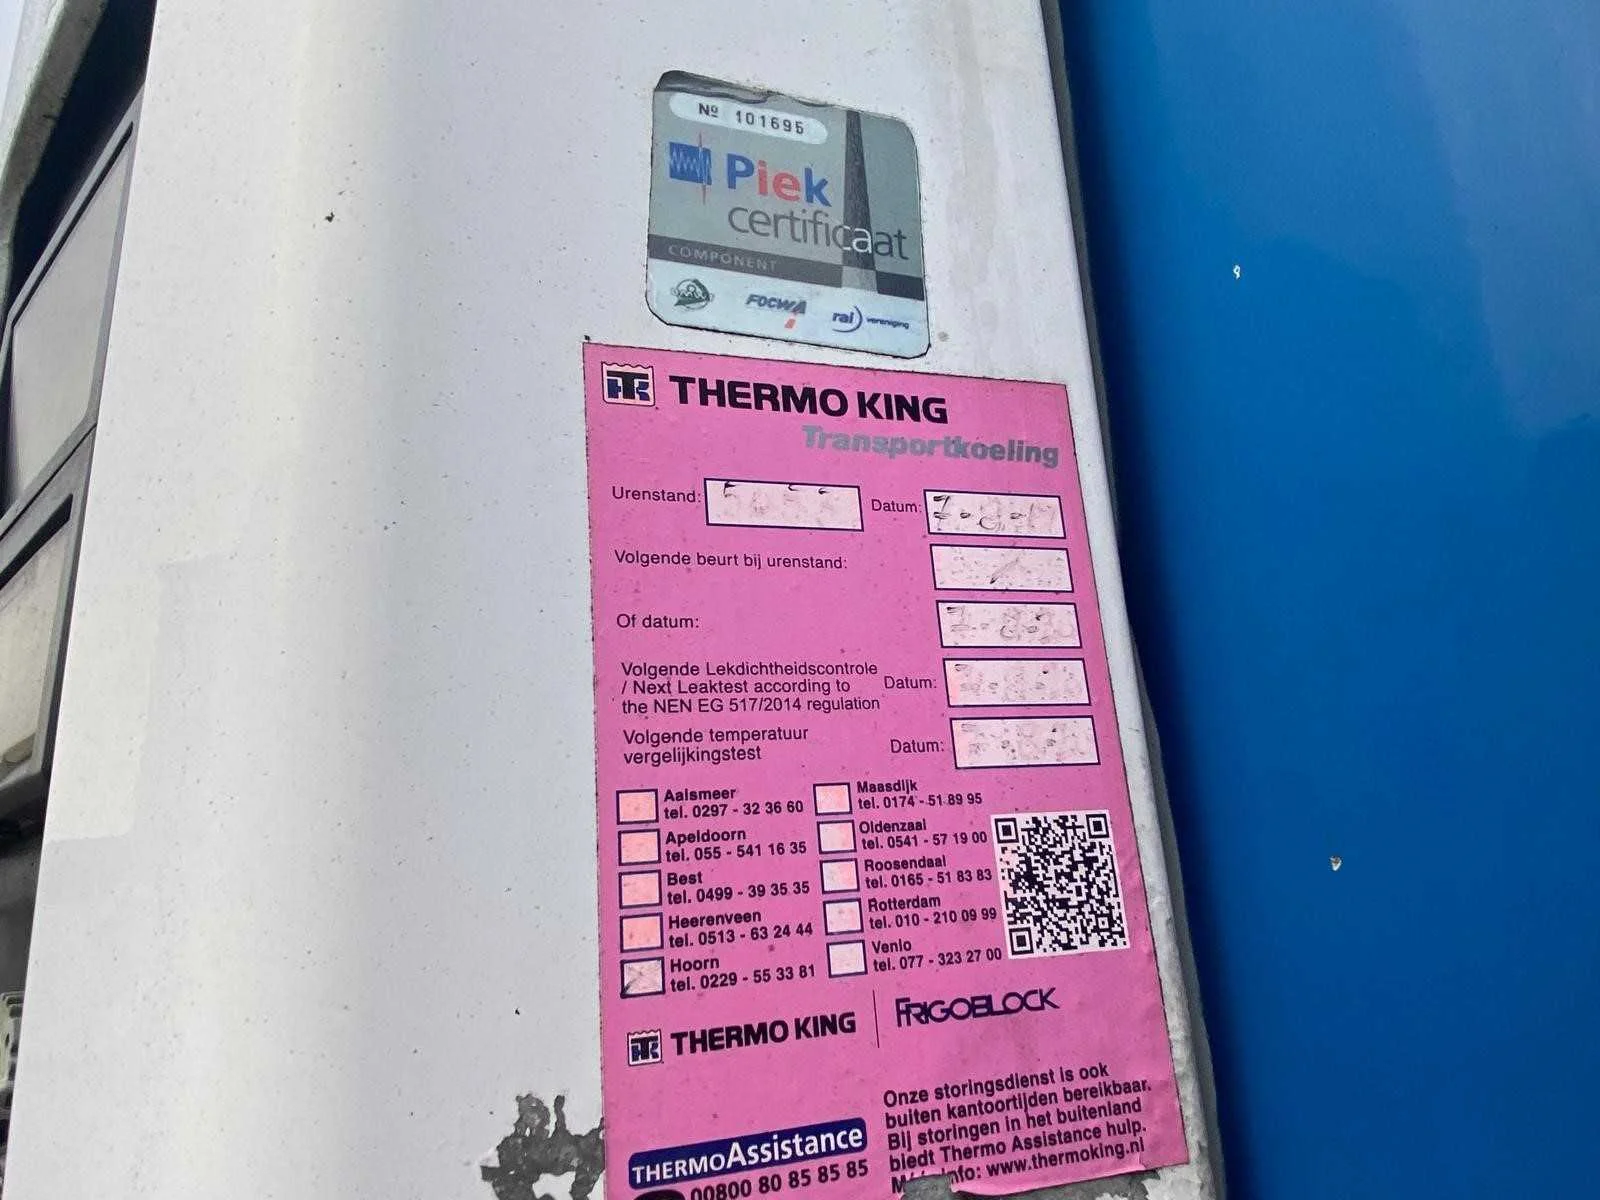 Nº 101695
Piek
certificaat
COMPONENT
FOCWA
rai vereniging
THERMO KING
Transportkoeling
Urenstand:
Datum:
Volgende beurt bij urenstand:
Of datum:
Volgende Lekdichtheidscontrole
/ Next Leaktest according to
the NEN EG 517/2014 regulation
Datum:
Volgende temperatuur
vergelijkingstest
Datum:
Aalsmeer
tel. 0297 - 32 36 60
Apeldoorn
tel. 055 - 541 16 35
Best
tel. 0499 - 39 35 35
Heerenveen
tel. 0513 - 63 24 44
Hoorn
tel. 0229 - 55 33 81
Maasdijk
tel. 0174 - 51 89 95
Oldenzaal
tel. 0541 - 57 19 00
Roosendaal
tel. 0165 - 51 83 83
Rotterdam
tel. 010 - 210 09 99
Venlo
tel. 077 - 323 27 00
THERMO KING
FRIGOBLOCK
THERMOASSistance
00800 80 85 85 85
Onze storingsdienst is ook
buiten kantoortijden bereikbaar.
Bij storingen in het buitenland
biedt Thermo Assistance hulp.
info: www.thermoking.nl